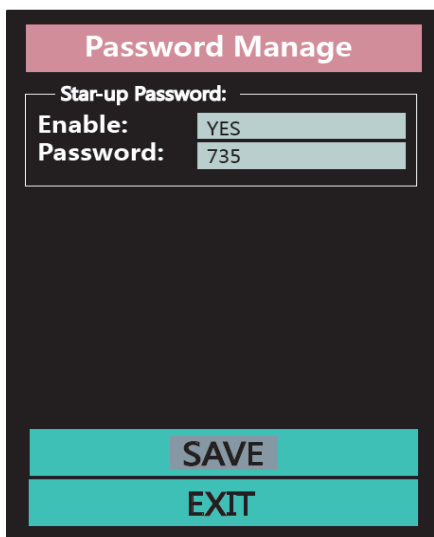 Password Manage
Star-up Password:
Enable: YES
Password: 735
SAVE
EXIT